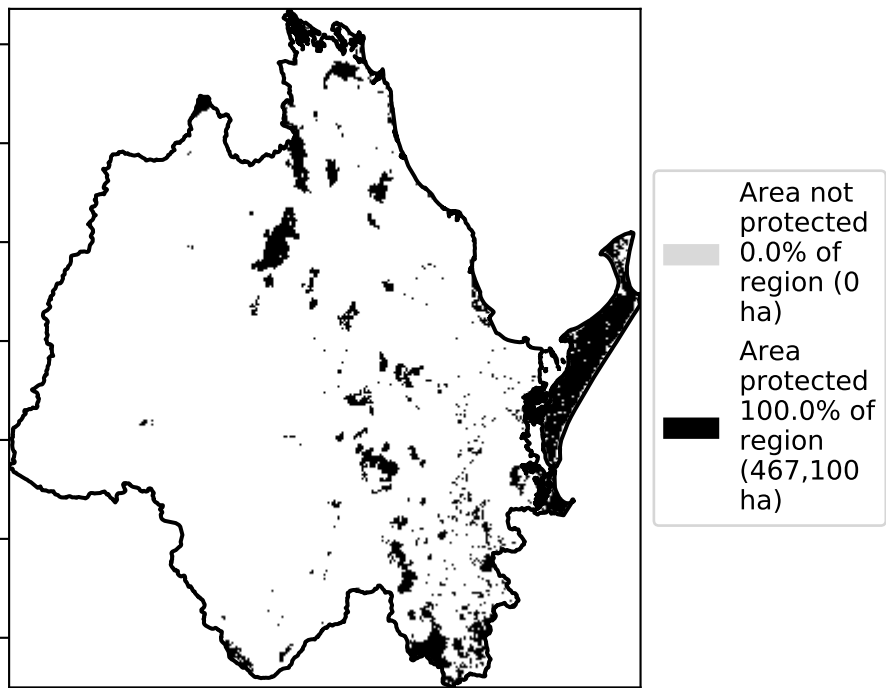 Area not
protected
0.0% of
region (0
ha)
Area
protected
100.0% of
region
(467,100
ha)